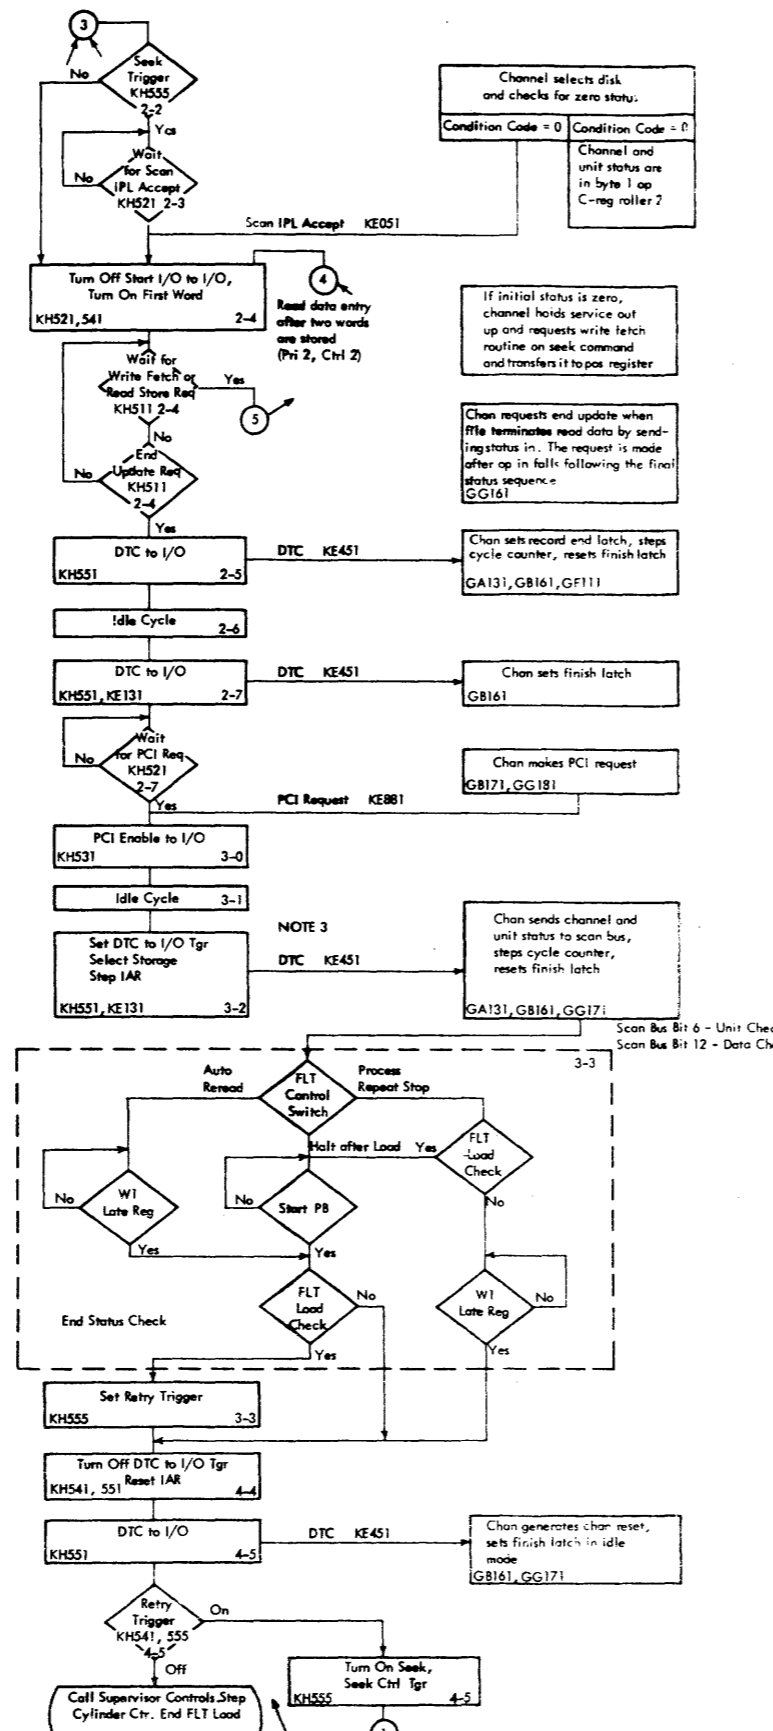 3
No
Seek
Trigger
KH555
2-2
Yes
Wait
for Scan
IPL Accept
KH521 2-3
No
Channel selects disk
and checks for zero status:
Condition Code = 0
Condition Code = 0
Channel and
unit status are
in byte 1 op
C-reg roller 2
Scan IPL Accept KE051
Turn Off Start I/O to I/O,
Turn On First Word
KH521,541 2-4
4
Read data entry
after two words
are stored
(Pri 2, Ctrl 2)
If initial status is zero,
channel holds service out
up and requests write fetch
routine on seek command
and transfers it to pos register
Wait for
Write Fetch or
Read Store Req
KH511 2-4
Yes
5
No
End
Update Req
KH511
2-4
No
Yes
Chan requests end update when
file terminates read data by send-
ing status in. The request is made
after op in falls following the final
status sequence
GG161
DTC to I/O
KH551 2-5
DTC KE451
Chan sets record end latch, steps
cycle counter, resets finish latch
GA131,GB161,GF111
Idle Cycle
2-6
DTC to I/O
KH551,KE131 2-7
DTC KE451
Chan sets finish latch
GB161
Wait
for PCI Req
KH521
2-7
No
Yes
Chan makes PCI request
GB171, GG181
PCI Request KE881
PCI Enable to I/O
KH531 3-0
Idle Cycle 3-1
NOTE 3
Set DTC to I/O Tgr
Select Storage
Step IAR
KH551,KE131 3-2
DTC KE451
Chan sends channel and
unit status to scan bus,
steps cycle counter,
resets finish latch
GA131,GB161,GG171
Scan Bus Bit 6 - Unit Chec
Scan Bus Bit 12 - Data Che
3-3
Auto
Reread
FLT
Control
Switch
Process
Repeat Stop
Halt after Load
Yes
FLT
Load
Check
No
W1
Late Reg
No
Yes
Start PB
No
Yes
FLT
Load
Check
No
Yes
W1
Late Reg
No
Yes
End Status Check
Set Retry Trigger
KH555 3-3
Turn Off DTC to I/O Tgr
Reset IAR
KH541, 551 4-4
DTC to I/O
KH551 4-5
DTC KE451
Chan generates chan reset,
sets finish latch in idle
mode
GB161,GG171
Retry
Trigger
KH541, 555
4-5
On
Off
Turn On Seek,
Seek Ctrl Tgr
KH555 4-5
Call Supervisor Controls.Step
Cylinder Ctr. End FLT Load
1